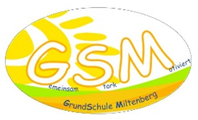 GSM
emeinsam tark otiviert
GrundSchule Miltenberg